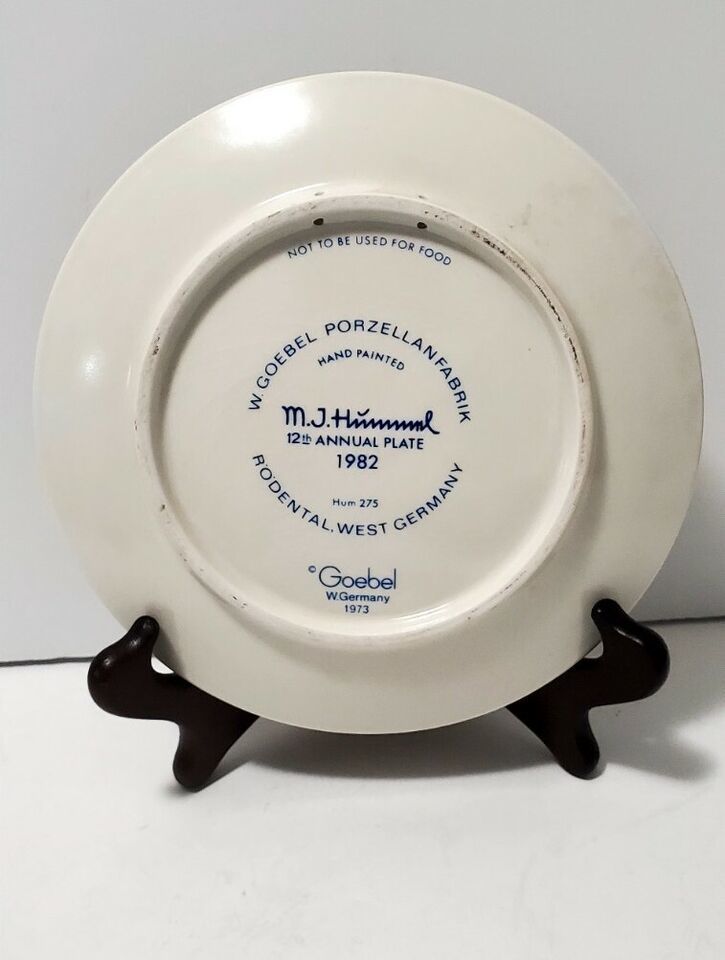 NOT TO BE USED FOR FOOD
W. GOEBEL PORZELLANFABRIK
HAND PAINTED
M.J.Hummel
12th ANNUAL PLATE
1982
Hum 275
RÖDENTAL, WEST GERMANY
© Goebel
W.Germany
1973